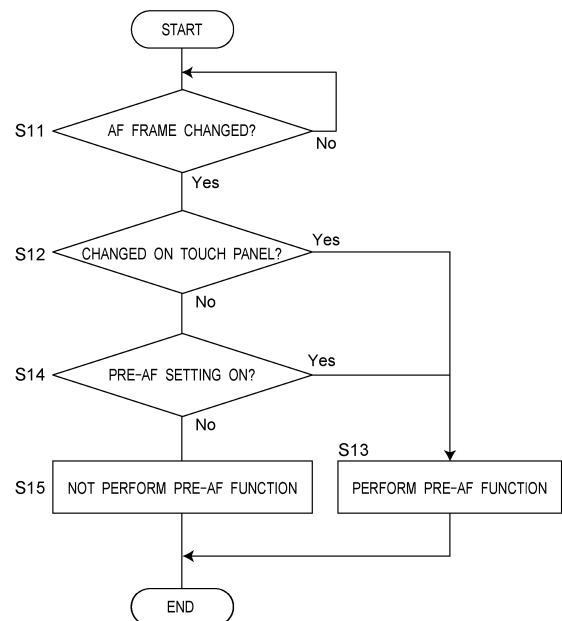 START
S11
AF FRAME CHANGED?
No
Yes
S12
CHANGED ON TOUCH PANEL?
Yes
No
S14
PRE-AF SETTING ON?
Yes
No
S13
S15
NOT PERFORM PRE-AF FUNCTION
PERFORM PRE-AF FUNCTION
END